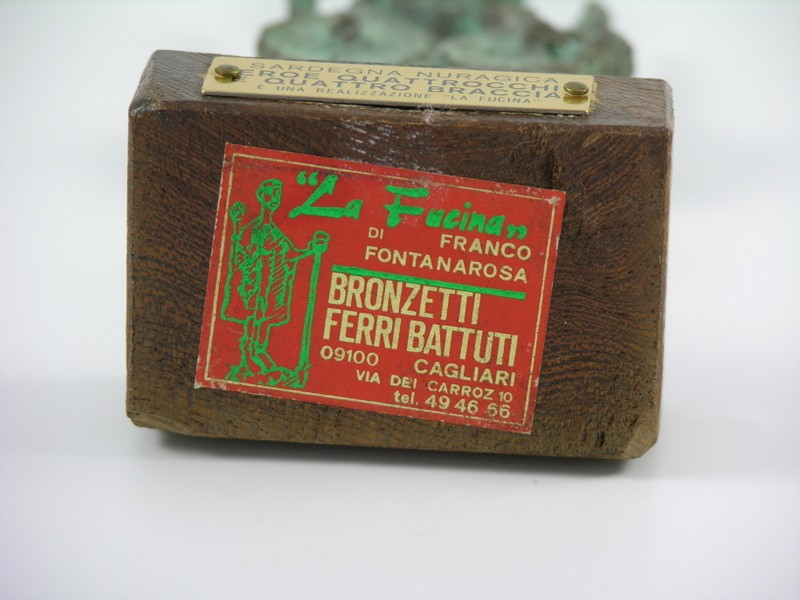 SARDEGNA NURAGICA
EROE QUATTROCCHI
E QUATTRO BRACCIA
E UNA REALIZZAZIONE "LA FUCINA"
"La Fucina"
DI FRANCO
FONTANAROSA
BRONZETTI
FERRI BATTUTI
09100 CAGLIARI
VIA DEI CARROZ 10
tel. 49 46 66